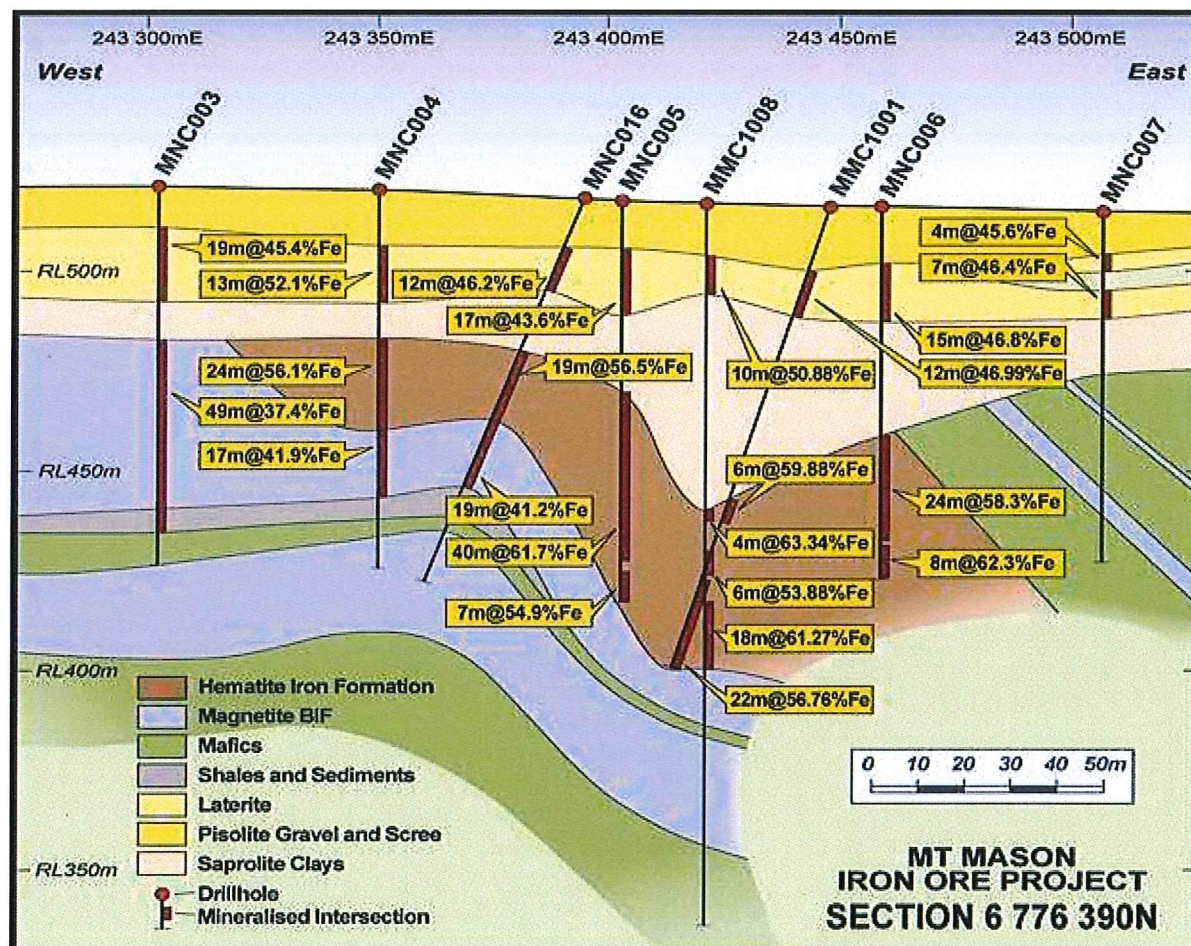 243 300mE 243 350mE 243 400mE 243 450mE 243 500mE
West East
MNC003
MNC004
MNC016
MNC005
MMC1008
MMC1001
MNC006
MNC007
RL500m
RL450m
RL400m
RL350m
19m@45.4%Fe
13m@52.1%Fe
12m@46.2%Fe
17m@43.6%Fe
4m@45.6%Fe
7m@46.4%Fe
15m@46.8%Fe
12m@46.99%Fe
10m@50.88%Fe
19m@56.5%Fe
24m@56.1%Fe
49m@37.4%Fe
17m@41.9%Fe
19m@41.2%Fe
40m@61.7%Fe
7m@54.9%Fe
6m@59.88%Fe
4m@63.34%Fe
6m@53.88%Fe
18m@61.27%Fe
22m@56.76%Fe
24m@58.3%Fe
8m@62.3%Fe
Hematite Iron Formation
Magnetite BIF
Mafics
Shales and Sediments
Laterite
Pisolite Gravel and Scree
Saprolite Clays
Drillhole
Mineralised Intersection
0 10 20 30 40 50m
MT MASON
IRON ORE PROJECT
SECTION 6 776 390N